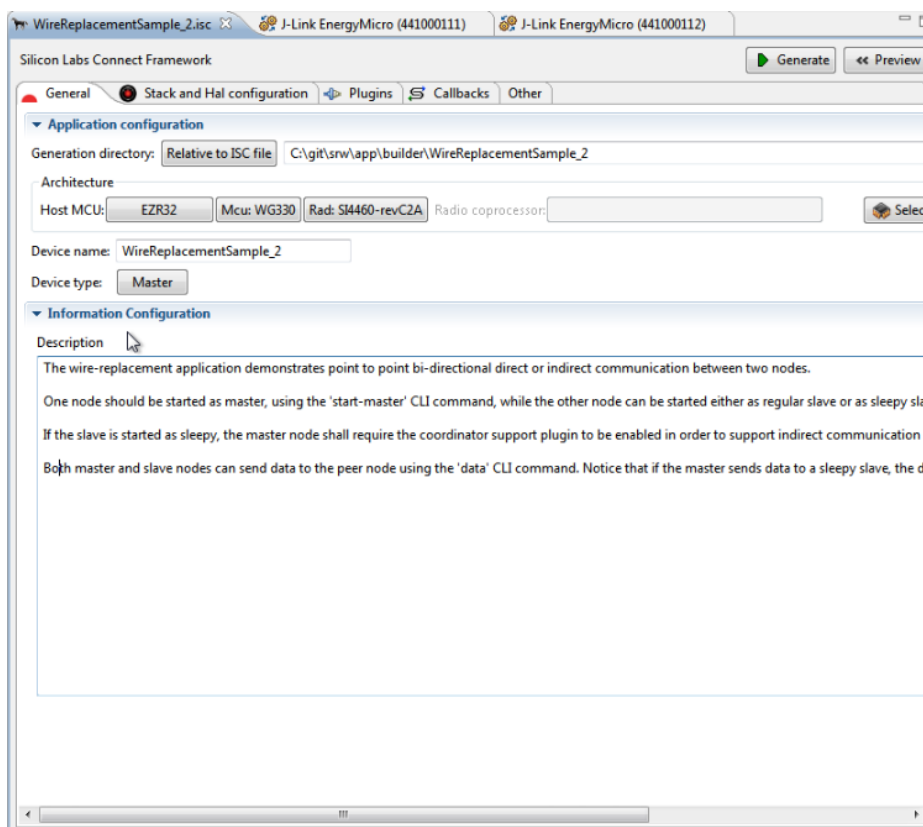 WireReplacementSample_2.isc J-Link EnergyMicro (441000111) J-Link EnergyMicro (441000112)
Silicon Labs Connect Framework Generate Preview
General Stack and Hal configuration Plugins Callbacks Other
Application configuration
Generation directory: Relative to ISC file C:\git\srw\app\builder\WireReplacementSample_2
Architecture
Host MCU: EZR32 Mcu: WG330 Rad: SI4460-revC2A Radio coprocessor: Selec
Device name: WireReplacementSample_2
Device type: Master
Information Configuration
Description
The wire-replacement application demonstrates point to point bi-directional direct or indirect communication between two nodes.
One node should be started as master, using the 'start-master' CLI command, while the other node can be started either as regular slave or as sleepy sla
If the slave is started as sleepy, the master node shall require the coordinator support plugin to be enabled in order to support indirect communication
Both master and slave nodes can send data to the peer node using the 'data' CLI command. Notice that if the master sends data to a sleepy slave, the d